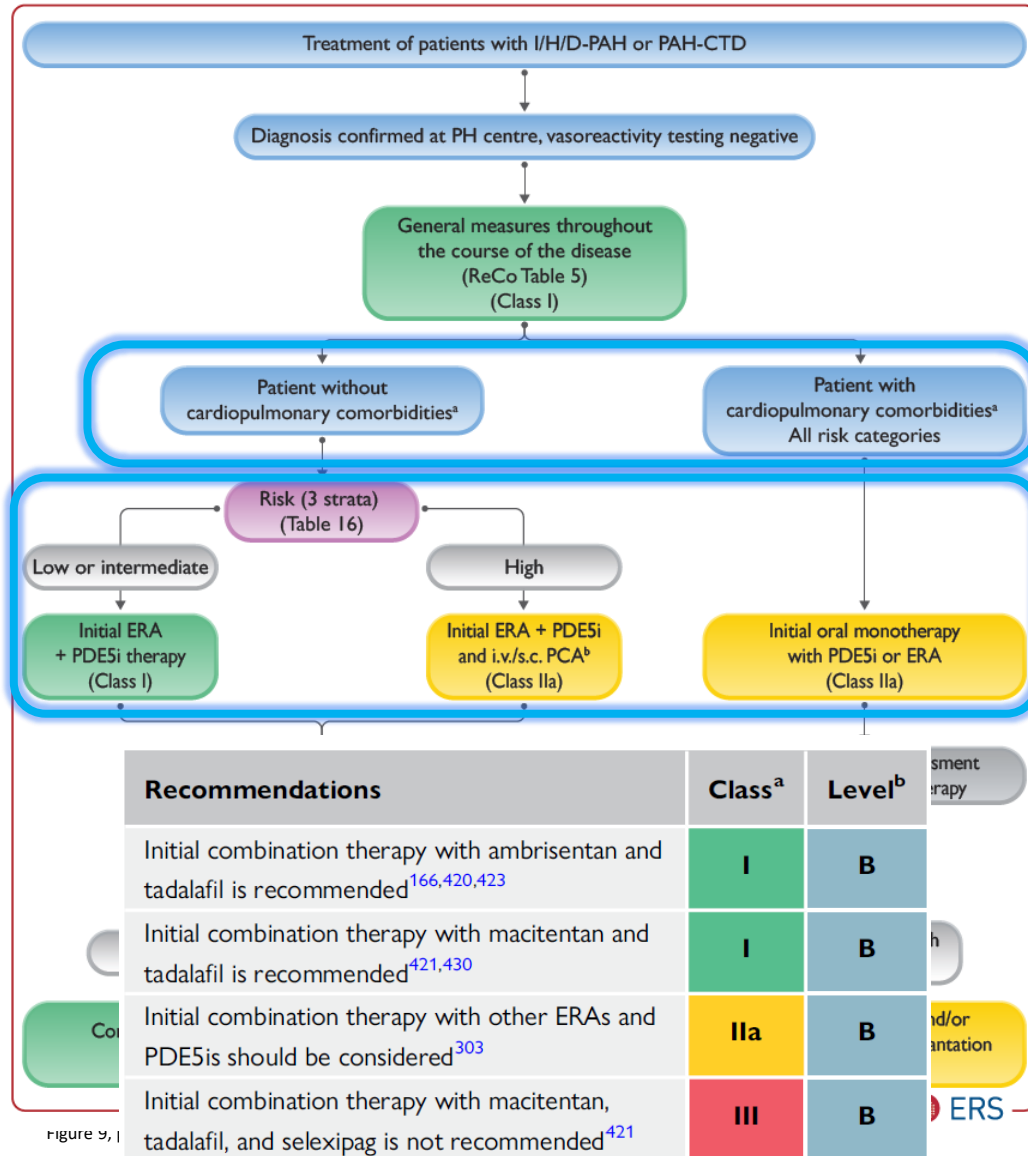 Treatment of patients with I/H/D-PAH or PAH-CTD
Diagnosis confirmed at PH centre, vasoreactivity testing negative
General measures throughout
the course of the disease
(ReCo Table 5)
(Class I)
Patient without
cardiopulmonary comorbiditiesᵃ
Patient with
cardiopulmonary comorbiditiesᵃ
All risk categories
Risk (3 strata)
(Table 16)
Low or intermediate
High
Initial ERA
+ PDE5i therapy
(Class I)
Initial ERA + PDE5i
and i.v./s.c. PCAᵇ
(Class IIa)
Initial oral monotherapy
with PDE5i or ERA
(Class IIa)
Recommendations Classᵃ Levelᵇ
Initial combination therapy with ambrisentan and
tadalafil is recommended¹⁶⁶,⁴²⁰,⁴²³
I B
Initial combination therapy with macitentan and
tadalafil is recommended⁴²¹,⁴³⁰
I B
Initial combination therapy with other ERAs and
PDE5is should be considered³⁰³
IIa B
Initial combination therapy with macitentan,
tadalafil, and selexipag is not recommended⁴²¹
III B
ERS
Figure 9,